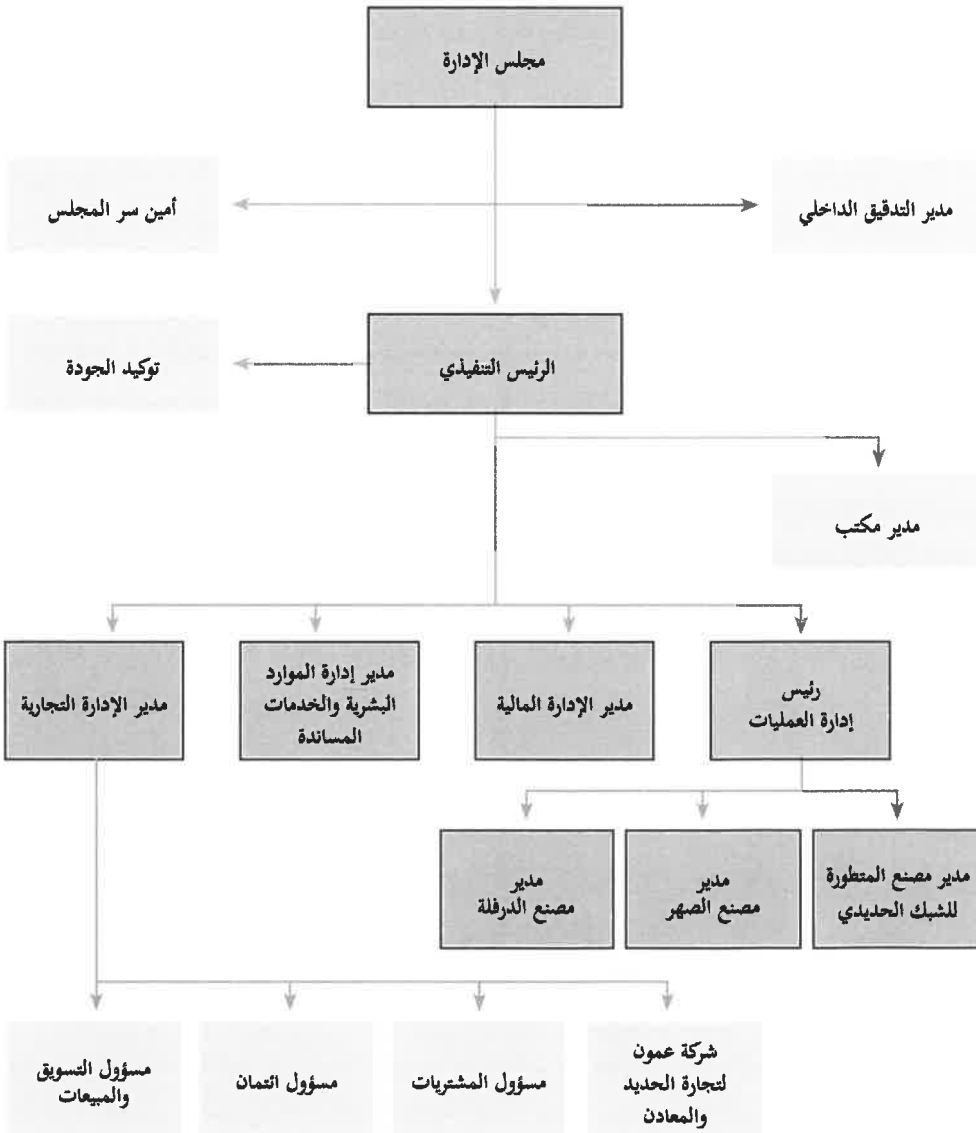 مجلس الإدارة
مدير التدقيق الداخلي
أمين سر المجلس
الرئيس التنفيذي
توكيد الجودة
مدير مكتب
رئيس
إدارة العمليات
مدير الإدارة المالية
مدير إدارة الموارد
البشرية والخدمات
المساندة
مدير الإدارة التجارية
مدير مصنع المتطورة
للشبك الحديدي
مدير
مصنع الصهر
مدير
مصنع الدرفلة
شركة عمون
لتجارة الحديد
والمعادن
مسؤول المشتريات
مسؤول ائتمان
مسؤول التسويق
والمبيعات